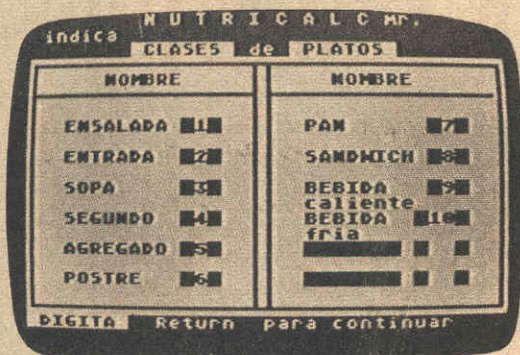 NUTRICALC MR.
indica
CLASES de PLATOS
NOMBRE
ENSALADA 1
ENTRADA 2
SOPA 3
SEGUNDO 4
AGREGADO 5
POSTRE 6
NOMBRE
PAN 7
SANDWICH 8
BEBIDA 9
caliente
BEBIDA 10
fria
DIGITA Return para continuar